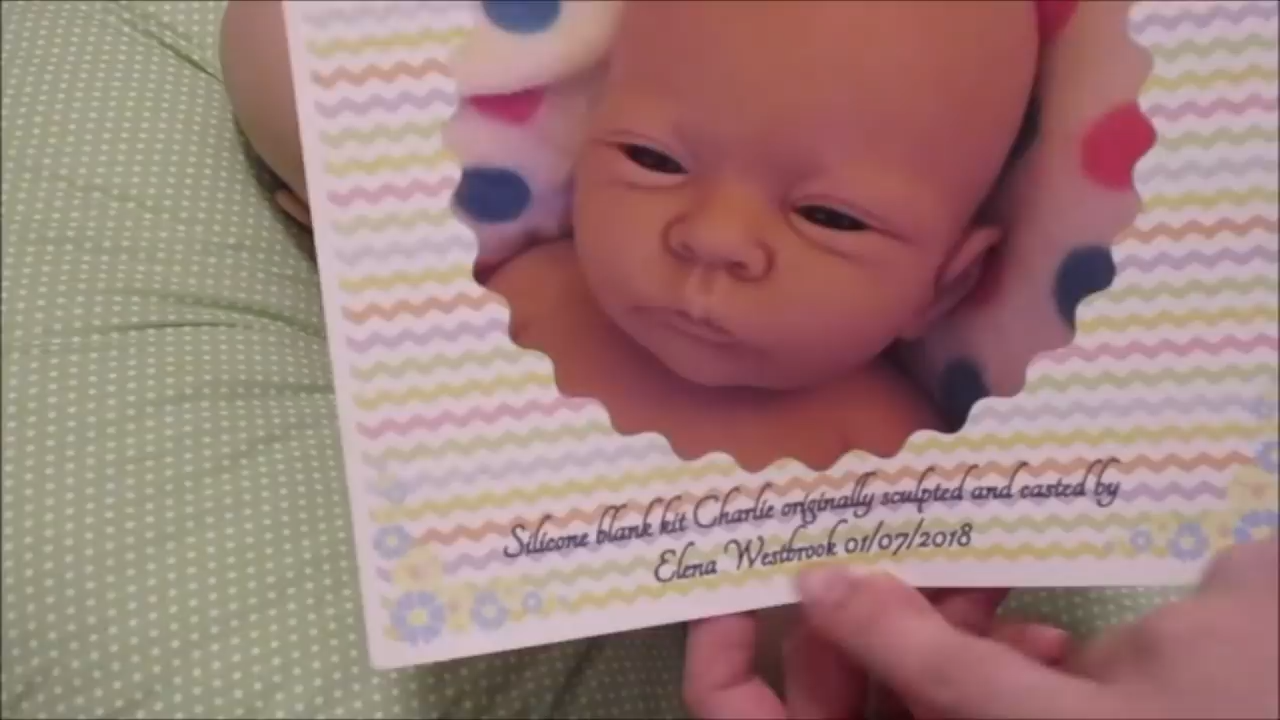 Silicone blank kit Charlie originally sculpted and casted by
Elena Westbrook 01/07/2018